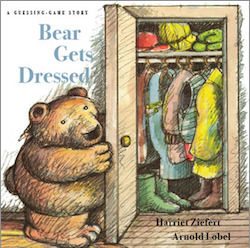 A GUESSING-GAME STORY
Bear
Gets
Dressed
Harriet Ziefert
Arnold Lobel